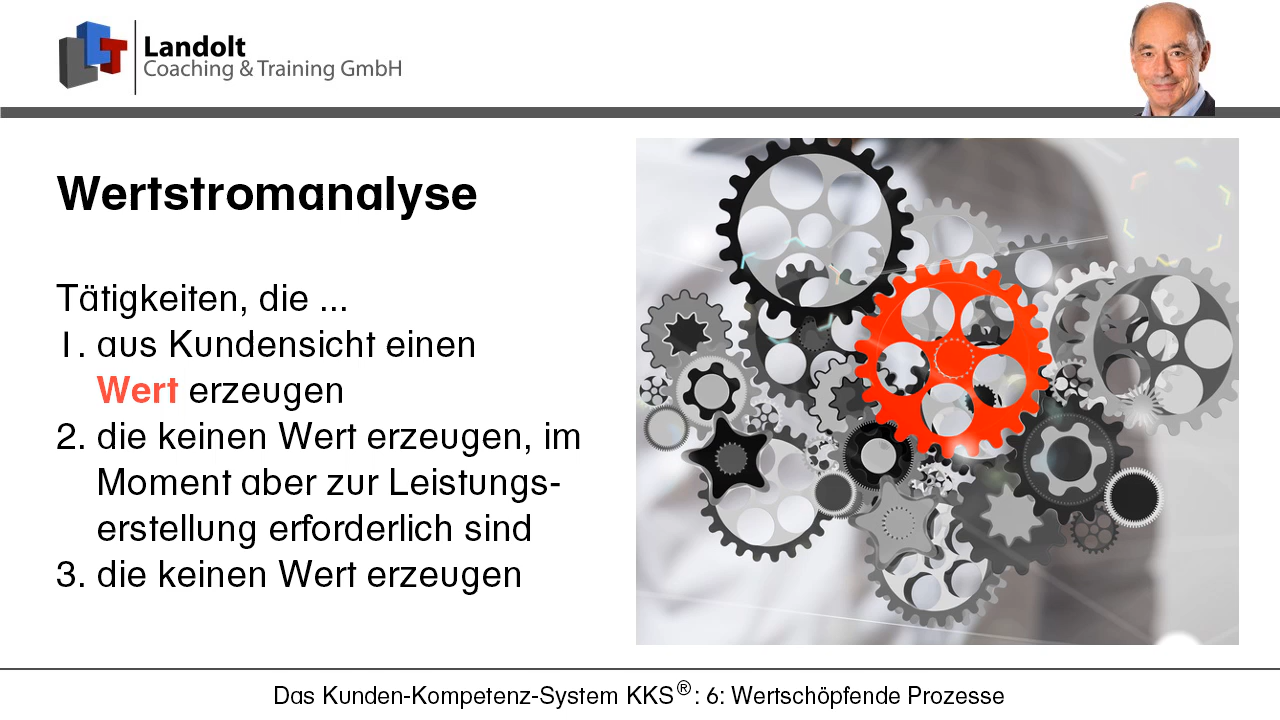 Landolt
Coaching & Training GmbH
Wertstromanalyse
Tätigkeiten, die ...
1. aus Kundensicht einen
Wert erzeugen
2. die keinen Wert erzeugen, im
Moment aber zur Leistungs-
erstellung erforderlich sind
3. die keinen Wert erzeugen
Das Kunden-Kompetenz-System KKS®: 6: Wertschöpfende Prozesse